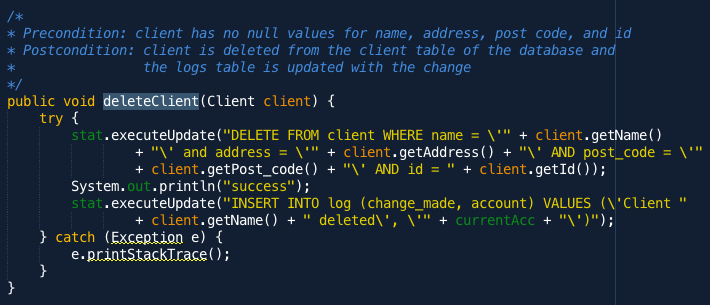 /*
* Precondition: client has no null values for name, address, post code, and id
* Postcondition: client is deleted from the client table of the database and
*                the logs table is updated with the change
*/
public void deleteClient(Client client) {
    try {
        stat.executeUpdate("DELETE FROM client WHERE name = \'" + client.getName()
                + "\' and address = \'" + client.getAddress() + "\' AND post_code = \'"
                + client.getPost_code() + "\' AND id = " + client.getId());
        System.out.println("success");
        stat.executeUpdate("INSERT INTO log (change_made, account) VALUES (\'Client "
                + client.getName() + " deleted\', \'" + currentAcc + "\')");
    } catch (Exception e) {
        e.printStackTrace();
    }
}